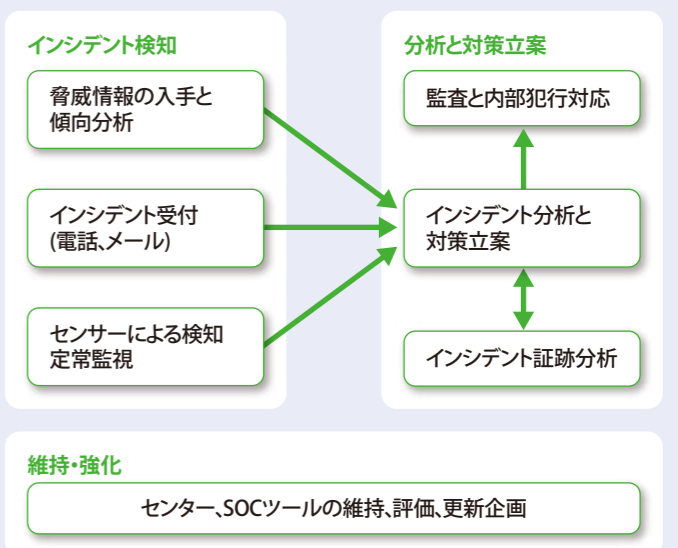 インシデント検知
脅威情報の入手と
傾向分析
インシデント受付
(電話、メール)
センサーによる検知
定常監視
分析と対策立案
監査と内部犯行対応
インシデント分析と
対策立案
インシデント証跡分析
維持・強化
センター、SOCツールの維持、評価、更新企画